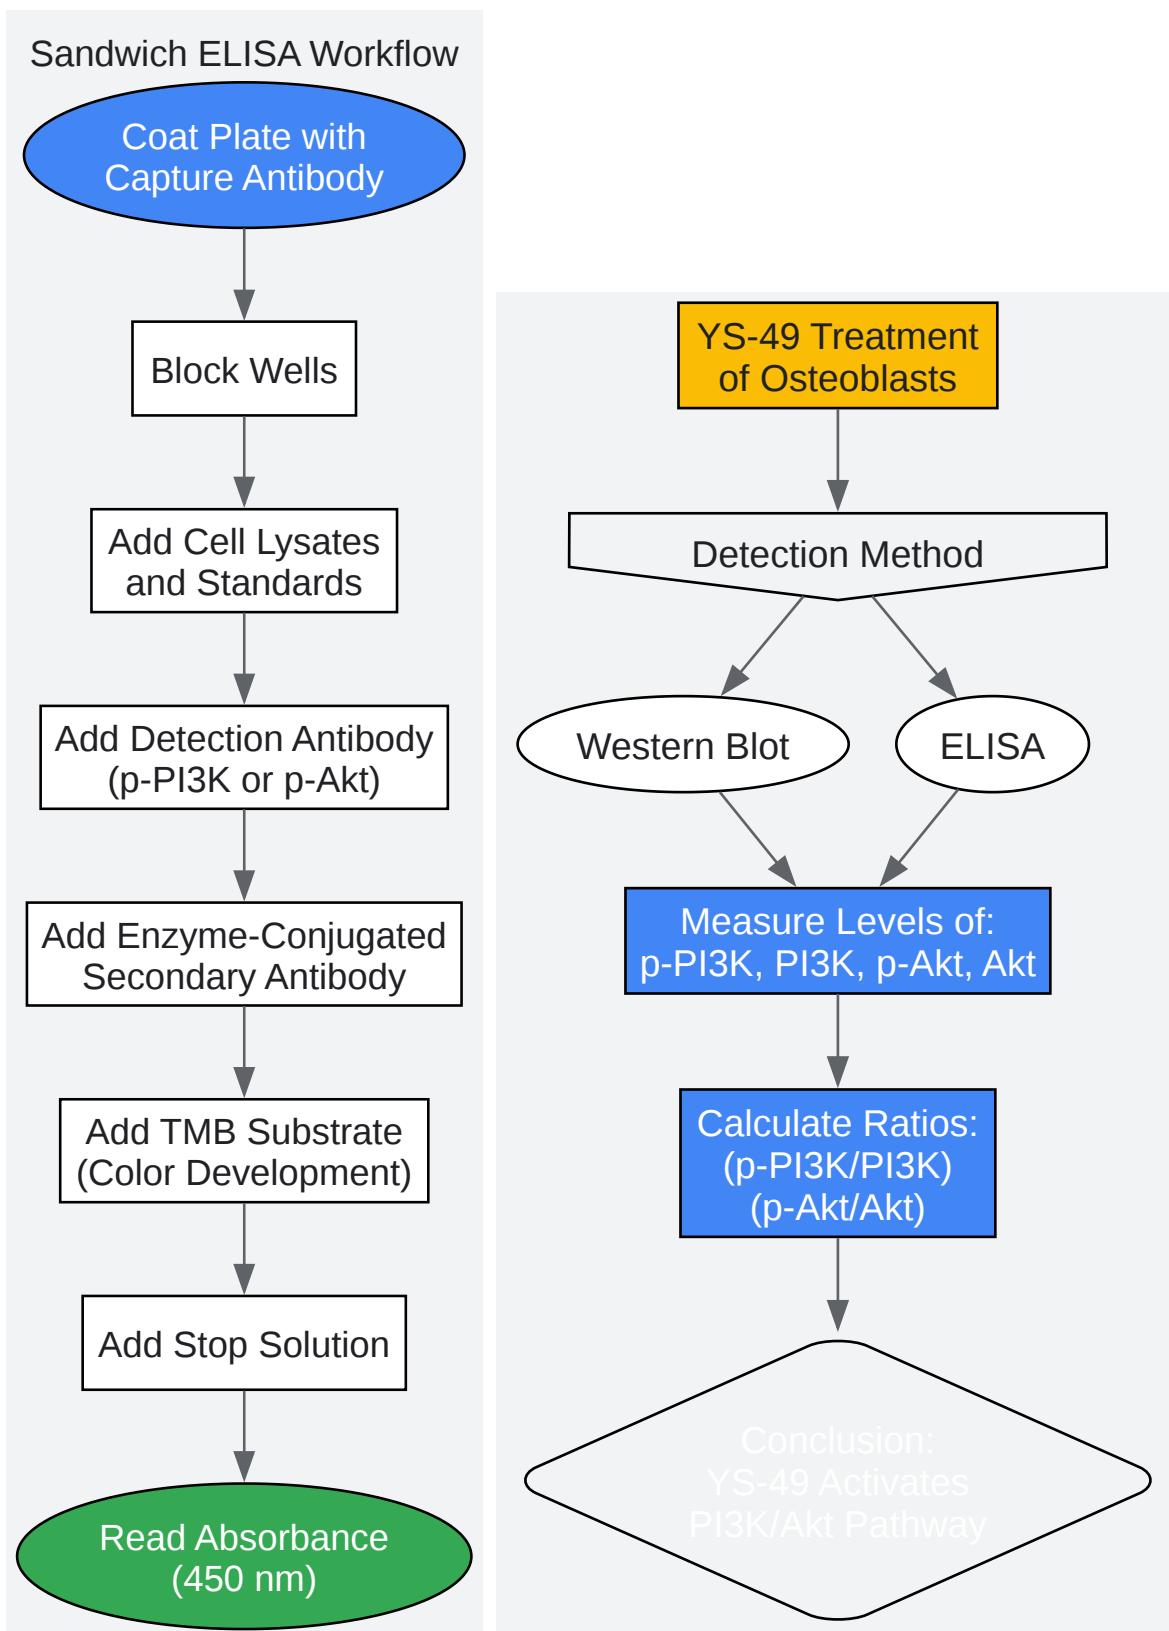 Sandwich ELISA Workflow
Coat Plate with
Capture Antibody
Block Wells
Add Cell Lysates
and Standards
Add Detection Antibody
(p-PI3K or p-Akt)
Add Enzyme-Conjugated
Secondary Antibody
Add TMB Substrate
(Color Development)
Add Stop Solution
Read Absorbance
(450 nm)
YS-49 Treatment
of Osteoblasts
Detection Method
Western Blot
ELISA
Measure Levels of:
p-PI3K, PI3K, p-Akt, Akt
Calculate Ratios:
(p-PI3K/PI3K)
(p-Akt/Akt)
Conclusion:
YS-49 Activates
PI3K/Akt Pathway